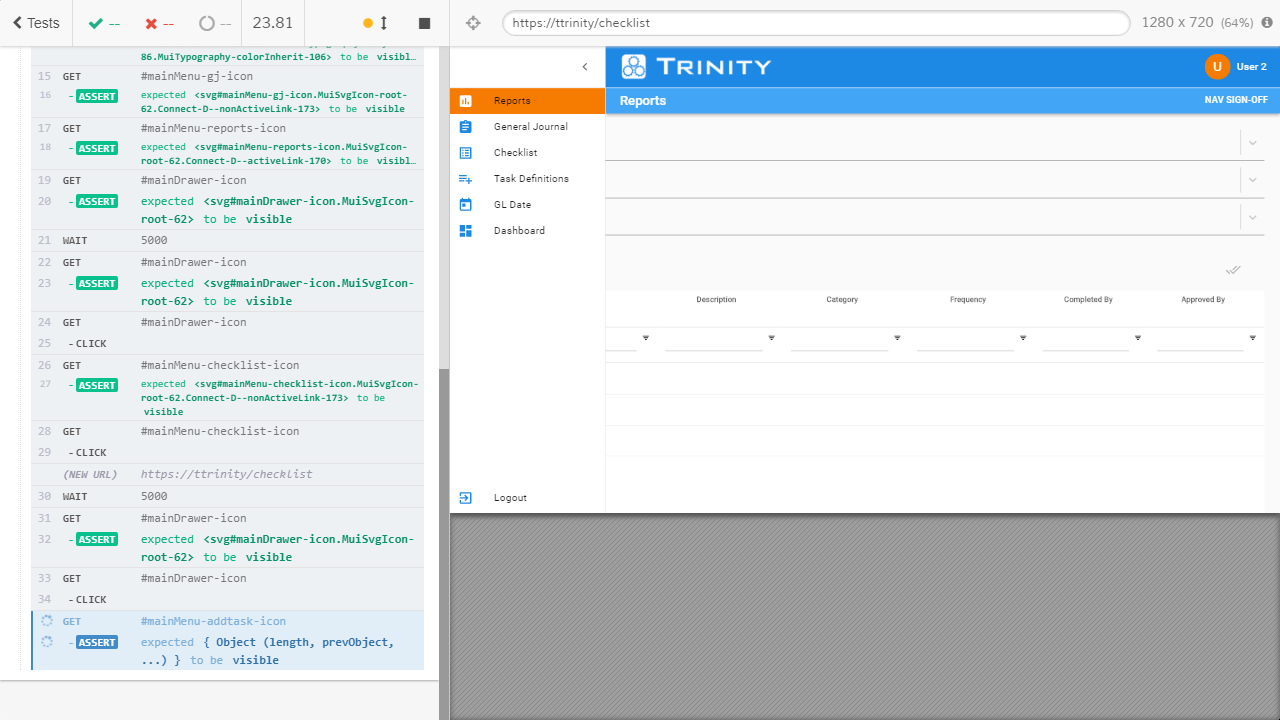 Tests
--
--
--
23.81
https://ttrinity/checklist
1280 x 720 (64%)
86.MuiTypography-colorInherit-106> to be visibl…
15 GET #mainMenu-gj-icon
16 -ASSERT expected <svg#mainMenu-gj-icon.MuiSvgIcon-root-
62.Connect-D--nonActiveLink-173> to be visible
17 GET #mainMenu-reports-icon
18 -ASSERT expected <svg#mainMenu-reports-icon.MuiSvgIcon-
root-62.Connect-D--activeLink-170> to be visibl…
19 GET #mainDrawer-icon
20 -ASSERT expected <svg#mainDrawer-icon.MuiSvgIcon-
root-62> to be visible
21 WAIT 5000
22 GET #mainDrawer-icon
23 -ASSERT expected <svg#mainDrawer-icon.MuiSvgIcon-
root-62> to be visible
24 GET #mainDrawer-icon
25 -CLICK
26 GET #mainMenu-checklist-icon
27 -ASSERT expected <svg#mainMenu-checklist-icon.MuiSvgIcon-
root-62.Connect-D--nonActiveLink-173> to be
visible
28 GET #mainMenu-checklist-icon
29 -CLICK
(NEW URL) https://ttrinity/checklist
30 WAIT 5000
31 GET #mainDrawer-icon
32 -ASSERT expected <svg#mainDrawer-icon.MuiSvgIcon-
root-62> to be visible
33 GET #mainDrawer-icon
34 -CLICK
GET #mainMenu-addtask-icon
-ASSERT expected { Object (length, prevObject,
...) } to be visible
TRINITY
U User 2
Reports
General Journal
Checklist
Task Definitions
GL Date
Dashboard
Logout
Reports
NAV SIGN-OFF
Description Category Frequency Completed By Approved By